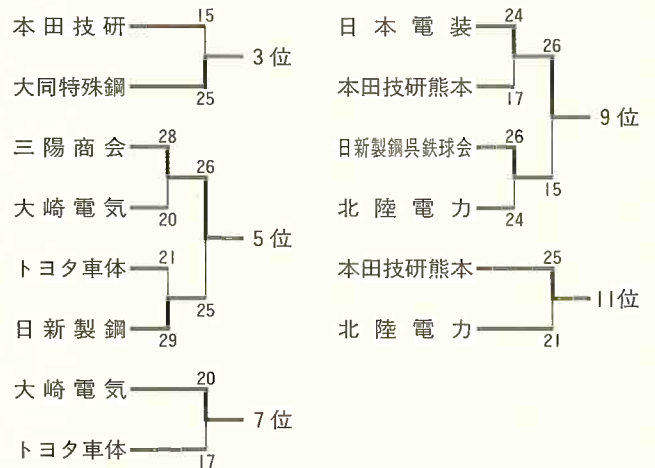 15
本田技研
3位
大同特殊鋼
25
28
三陽商会
26
大崎電気
20
5位
21
トヨタ車体
25
日新製鋼
29
20
大崎電気
7位
トヨタ車体
17
24
日本電装
26
本田技研熊本
17
9位
26
日新製鋼呉鉄球会
15
北陸電力
24
25
本田技研熊本
11位
北陸電力
21